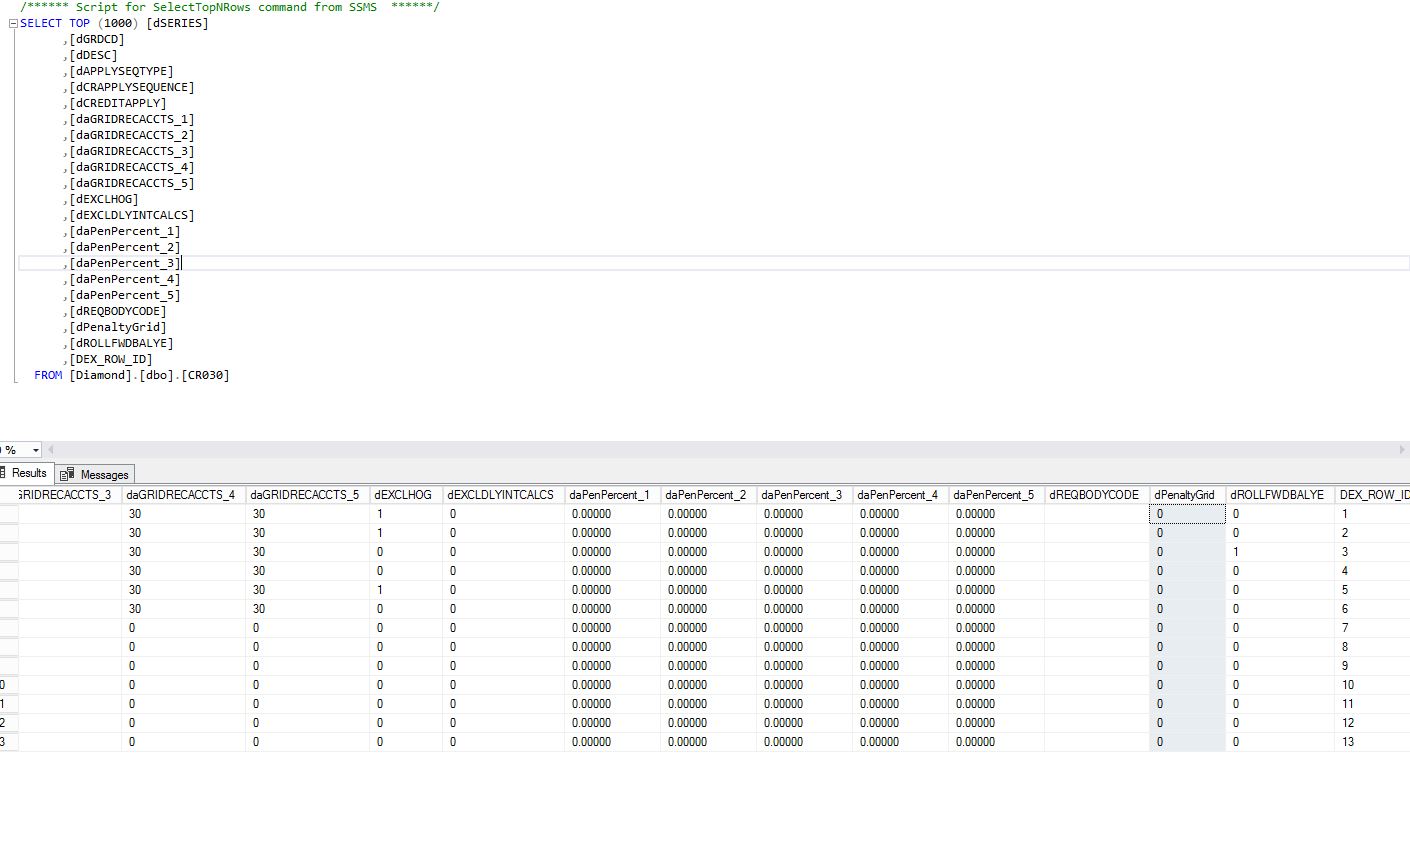 /****** Script for SelectTopNRows command from SSMS  ******/
SELECT TOP (1000) [dSERIES]
,[dGRDCD]
,[dDESC]
,[dAPPLYSEQTYPE]
,[dCRAPPLYSEQUENCE]
,[dCREDITAPPLY]
,[daGRIDRECACCTS_1]
,[daGRIDRECACCTS_2]
,[daGRIDRECACCTS_3]
,[daGRIDRECACCTS_4]
,[daGRIDRECACCTS_5]
,[dEXCLHOG]
,[dEXCLDLYINTCALCS]
,[daPenPercent_1]
,[daPenPercent_2]
,[daPenPercent_3]
,[daPenPercent_4]
,[daPenPercent_5]
,[dREQBODYCODE]
,[dPenaltyGrid]
,[dROLLFWDBALYE]
,[DEX_ROW_ID]
FROM [Diamond].[dbo].[CR030]
%
Results Messages
GRIDRECACCTS_3 daGRIDRECACCTS_4 daGRIDRECACCTS_5 dEXCLHOG dEXCLDLYINTCALCS daPenPercent_1 daPenPercent_2 daPenPercent_3 daPenPercent_4 daPenPercent_5 dREQBODYCODE dPenaltyGrid dROLLFWDBALYE DEX_ROW_ID
30 30 1 0 0.00000 0.00000 0.00000 0.00000 0.00000 0 0 1
30 30 1 0 0.00000 0.00000 0.00000 0.00000 0.00000 0 0 2
30 30 0 0 0.00000 0.00000 0.00000 0.00000 0.00000 0 1 3
30 30 0 0 0.00000 0.00000 0.00000 0.00000 0.00000 0 0 4
30 30 1 0 0.00000 0.00000 0.00000 0.00000 0.00000 0 0 5
30 30 0 0 0.00000 0.00000 0.00000 0.00000 0.00000 0 0 6
0 0 0 0 0.00000 0.00000 0.00000 0.00000 0.00000 0 0 7
0 0 0 0 0.00000 0.00000 0.00000 0.00000 0.00000 0 0 8
0 0 0 0 0.00000 0.00000 0.00000 0.00000 0.00000 0 0 9
0 0 0 0 0 0.00000 0.00000 0.00000 0.00000 0.00000 0 0 10
1 0 0 0 0 0.00000 0.00000 0.00000 0.00000 0.00000 0 0 11
2 0 0 0 0 0.00000 0.00000 0.00000 0.00000 0.00000 0 0 12
3 0 0 0 0 0.00000 0.00000 0.00000 0.00000 0.00000 0 0 13